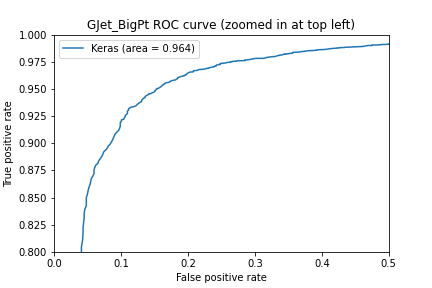 GJet_BigPt ROC curve (zoomed in at top left)
Keras (area = 0.964)
True positive rate
1.000
0.975
0.950
0.925
0.900
0.875
0.850
0.825
0.800
0.0 0.1 0.2 0.3 0.4 0.5
False positive rate